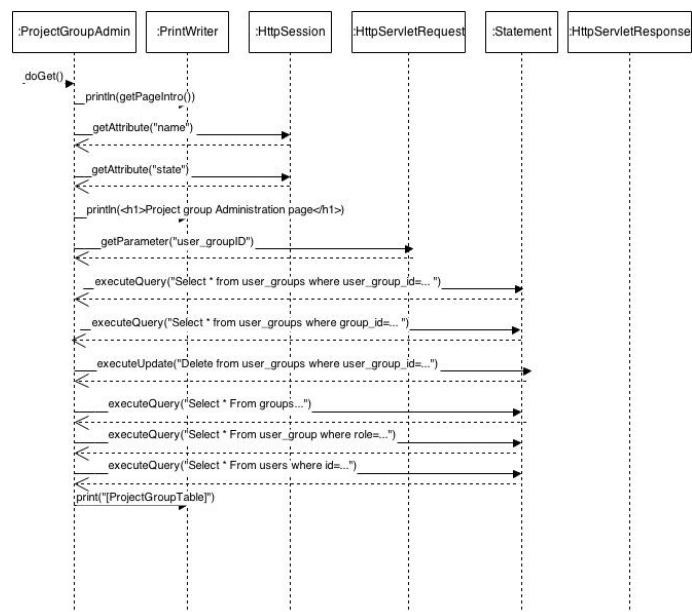 :ProjectGroupAdmin :PrintWriter :HttpSession :HttpServletRequest :Statement :HttpServletResponse
doGet()
println(getPageIntro())
getAttribute("name")
getAttribute("state")
println(<h1>Project group Administration page</h1>)
getParameter("user_groupID")
executeQuery("Select * from user_groups where user_group_id=... ")
executeQuery("Select * from user_groups where group_id=... ")
executeUpdate("Delete from user_groups where user_group_id=...")
executeQuery("Select * From groups...")
executeQuery("Select * From user_group where role=...")
executeQuery("Select * From users where id=...")
print("[ProjectGroupTable]")